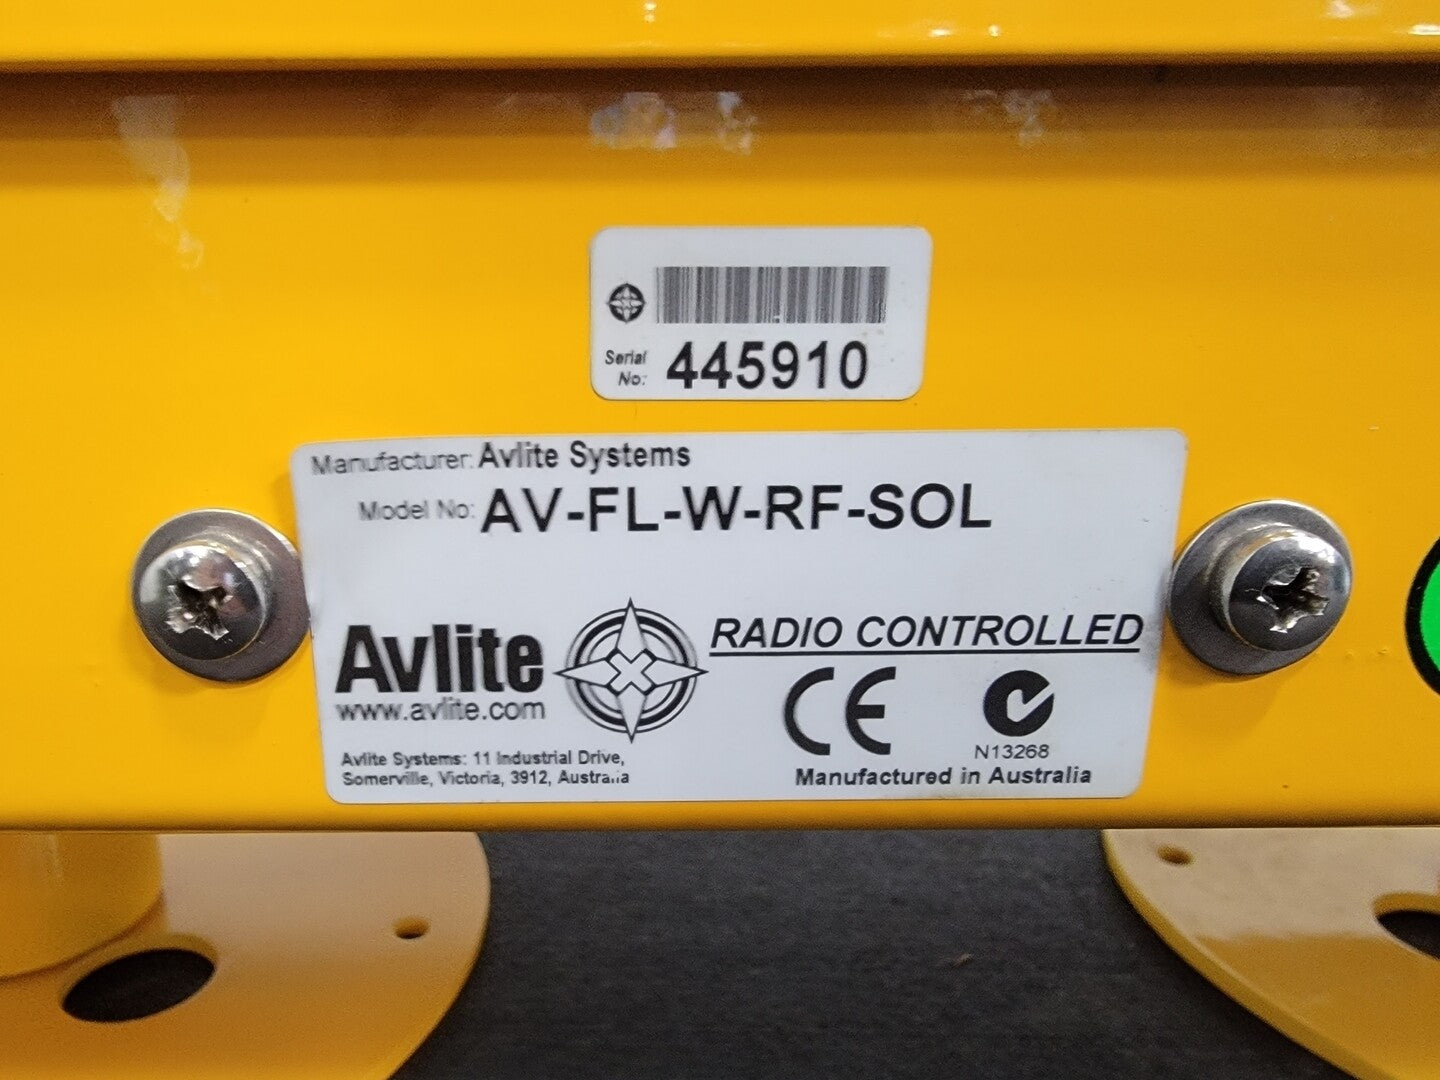 Serial
No: 445910
Manufacturer: Avlite Systems
Model No: AV-FL-W-RF-SOL
Avlite
www.avlite.com
RADIO CONTROLLED
CE
N13268
Avlite Systems: 11 Industrial Drive,
Somerville, Victoria, 3912, Australia
Manufactured in Australia